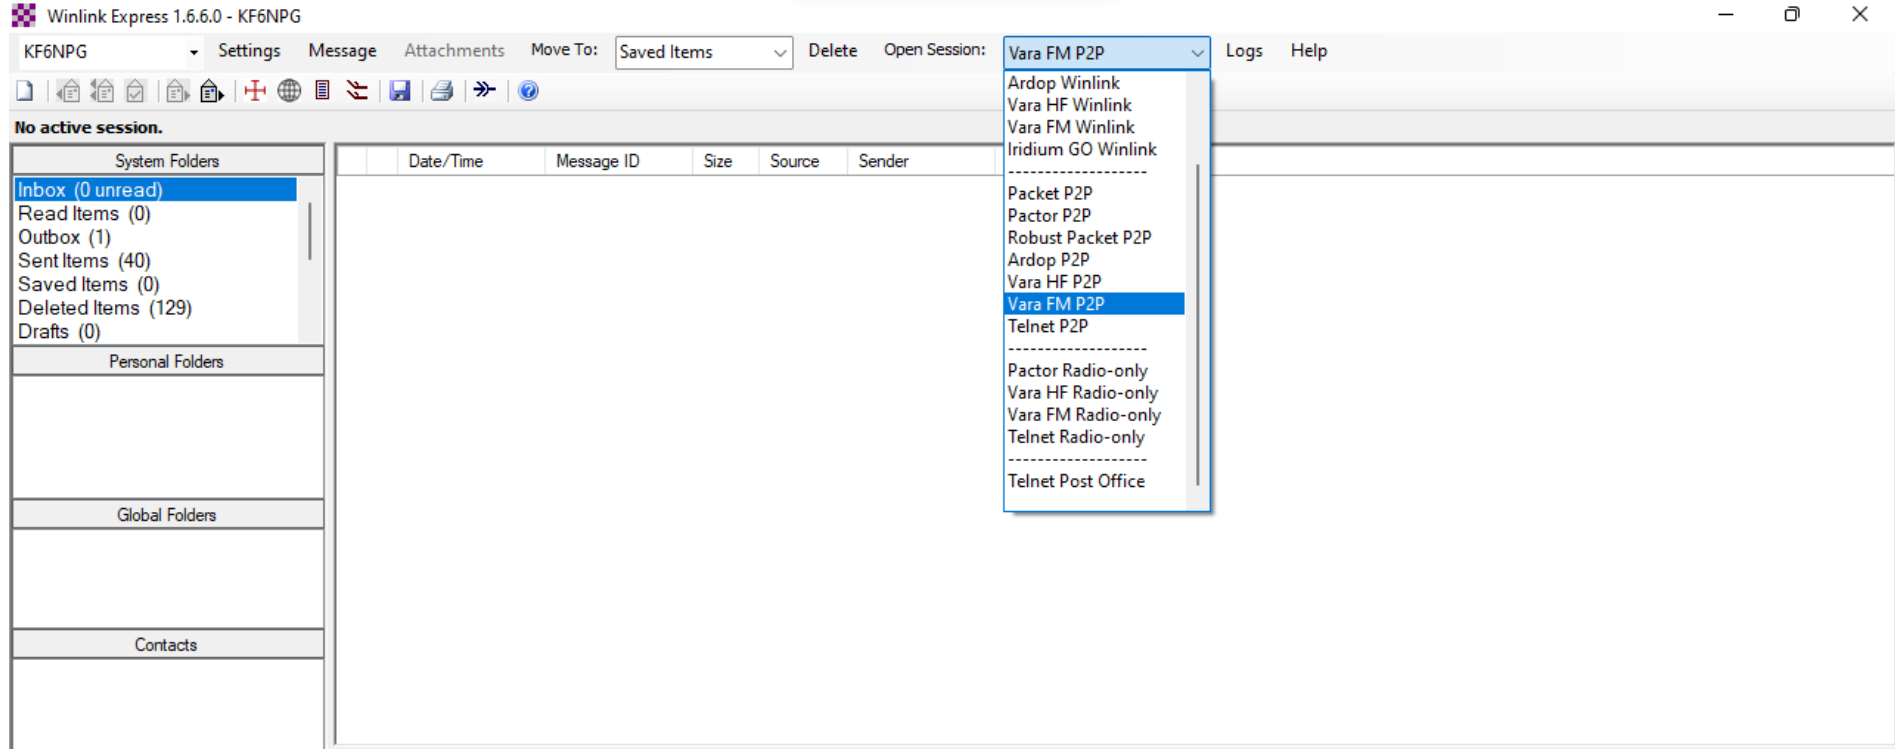 Winlink Express 1.6.6.0 - KF6NPG
KF6NPG Settings Message Attachments Move To: Saved Items Delete Open Session: Vara FM P2P Logs Help
No active session.
System Folders
Inbox (0 unread)
Read Items (0)
Outbox (1)
Sent Items (40)
Saved Items (0)
Deleted Items (129)
Drafts (0)
Personal Folders
Global Folders
Contacts
Date/Time Message ID Size Source Sender
Ardop Winlink
Vara HF Winlink
Vara FM Winlink
Iridium GO Winlink
-------------------
Packet P2P
Pactor P2P
Robust Packet P2P
Ardop P2P
Vara HF P2P
Vara FM P2P
Telnet P2P
-------------------
Pactor Radio-only
Vara HF Radio-only
Vara FM Radio-only
Telnet Radio-only
-------------------
Telnet Post Office